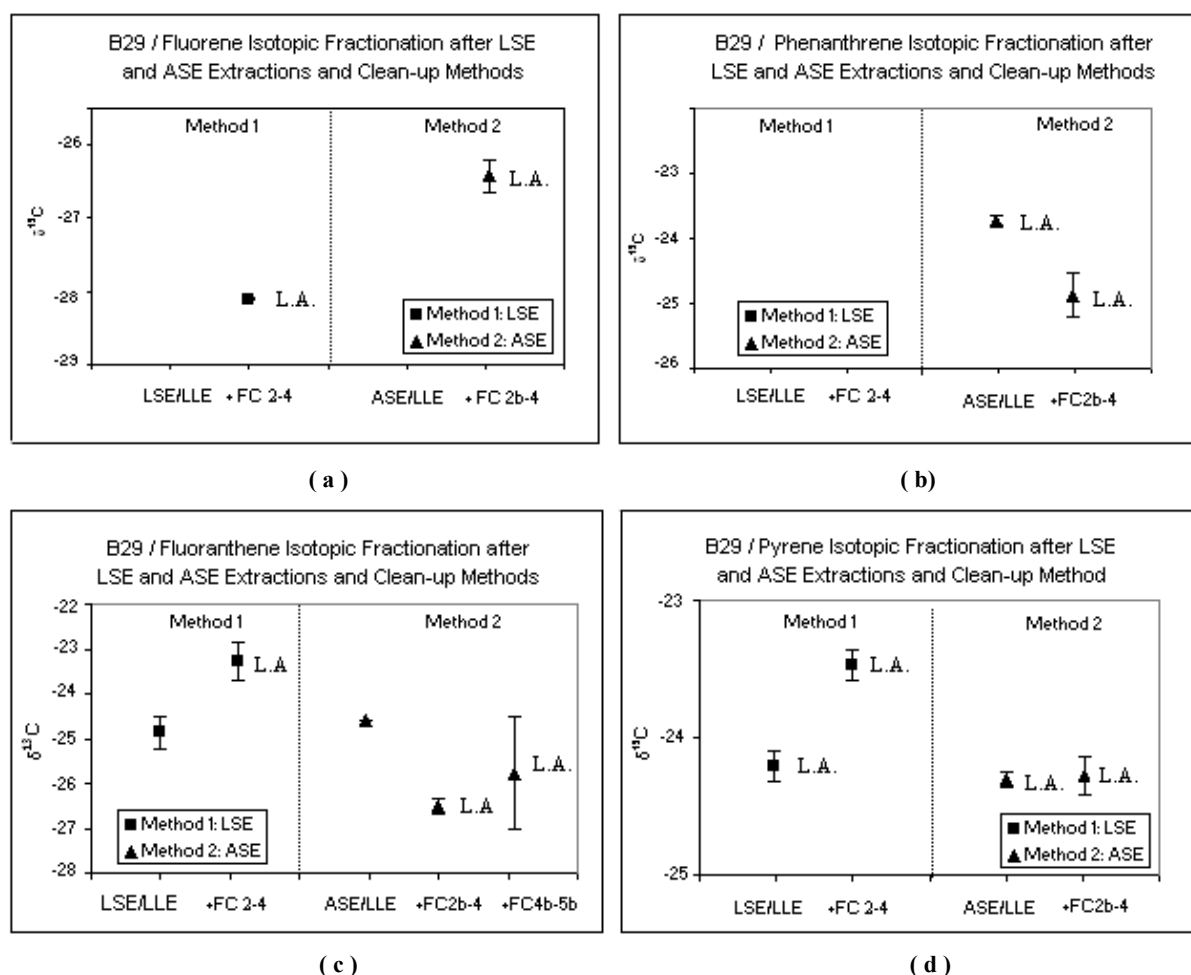 B29 / Fluorene Isotopic Fractionation after LSE
and ASE Extractions and Clean-up Methods
Method 1
Method 2
-26
-27
-28
-29
δ¹³C
L.A.
L.A.
■ Method 1: LSE
▲ Method 2: ASE
LSE/LLE +FC 2-4 ASE/LLE +FC 2b-4
( a )
B29 / Phenanthrene Isotopic Fractionation after
LSE and ASE Extractions and Clean-up Methods
Method 2
-23
-24
-25
-26
δ¹³C
L.A.
L.A.
■ Method 1: LSE
▲ Method 2: ASE
LSE/LLE +FC 2-4 ASE/LLE +FC2b-4
( b)
B29 / Fluoranthene Isotopic Fractionation after
LSE and ASE Extractions and Clean-up Methods
Method 1
Method 2
-22
-23
-24
-25
-26
-27
-28
δ¹³C
L.A
L.A
L.A.
■ Method 1: LSE
▲ Method 2: ASE
LSE/LLE +FC 2-4 ASE/LLE +FC2b-4 +FC4b-5b
( c )
B29 / Pyrene Isotopic Fractionation after LSE
and ASE Extractions and Clean-up Method
Method 1
Method 2
-23
-24
-25
δ¹³C
L.A.
L.A.
L.A.
L.A.
■ Method 1: LSE
▲ Method 2: ASE
LSE/LLE +FC 2-4 ASE/LLE +FC2b-4
( d )